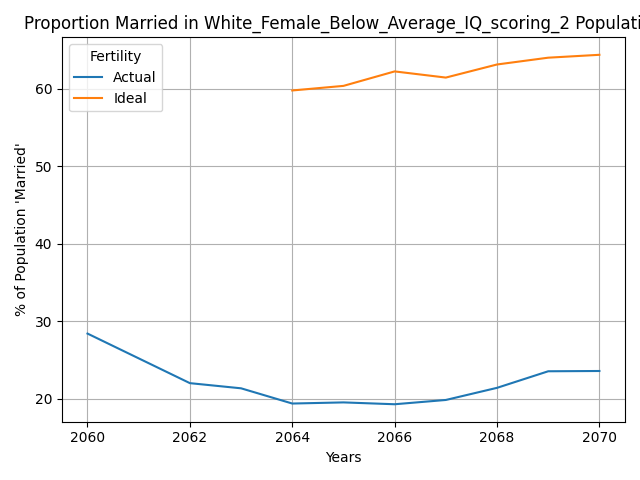 Proportion Married in White_Female_Below_Average_IQ_scoring_2 Populati
Fertility
Actual
Ideal
% of Population 'Married'
60
50
40
30
20
2060 2062 2064 2066 2068 2070
Years